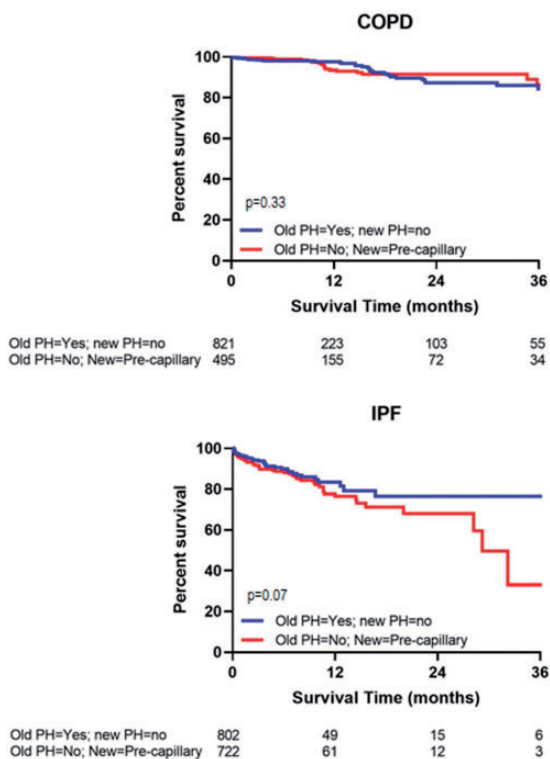 COPD
100
80
60
40
20
0
Percent survival
p=0.33
Old PH=Yes; new PH=no
Old PH=No; New=Pre-capillary
0 12 24 36
Survival Time (months)
Old PH=Yes; new PH=no 821 223 103 55
Old PH=No; New=Pre-capillary 495 155 72 34
IPF
100
80
60
40
20
0
Percent survival
p=0.07
Old PH=Yes; new PH=no
Old PH=No; New=Pre-capillary
0 12 24 36
Survival Time (months)
Old PH=Yes; new PH=no 802 49 15 6
Old PH=No; New=Pre-capillary 722 61 12 3